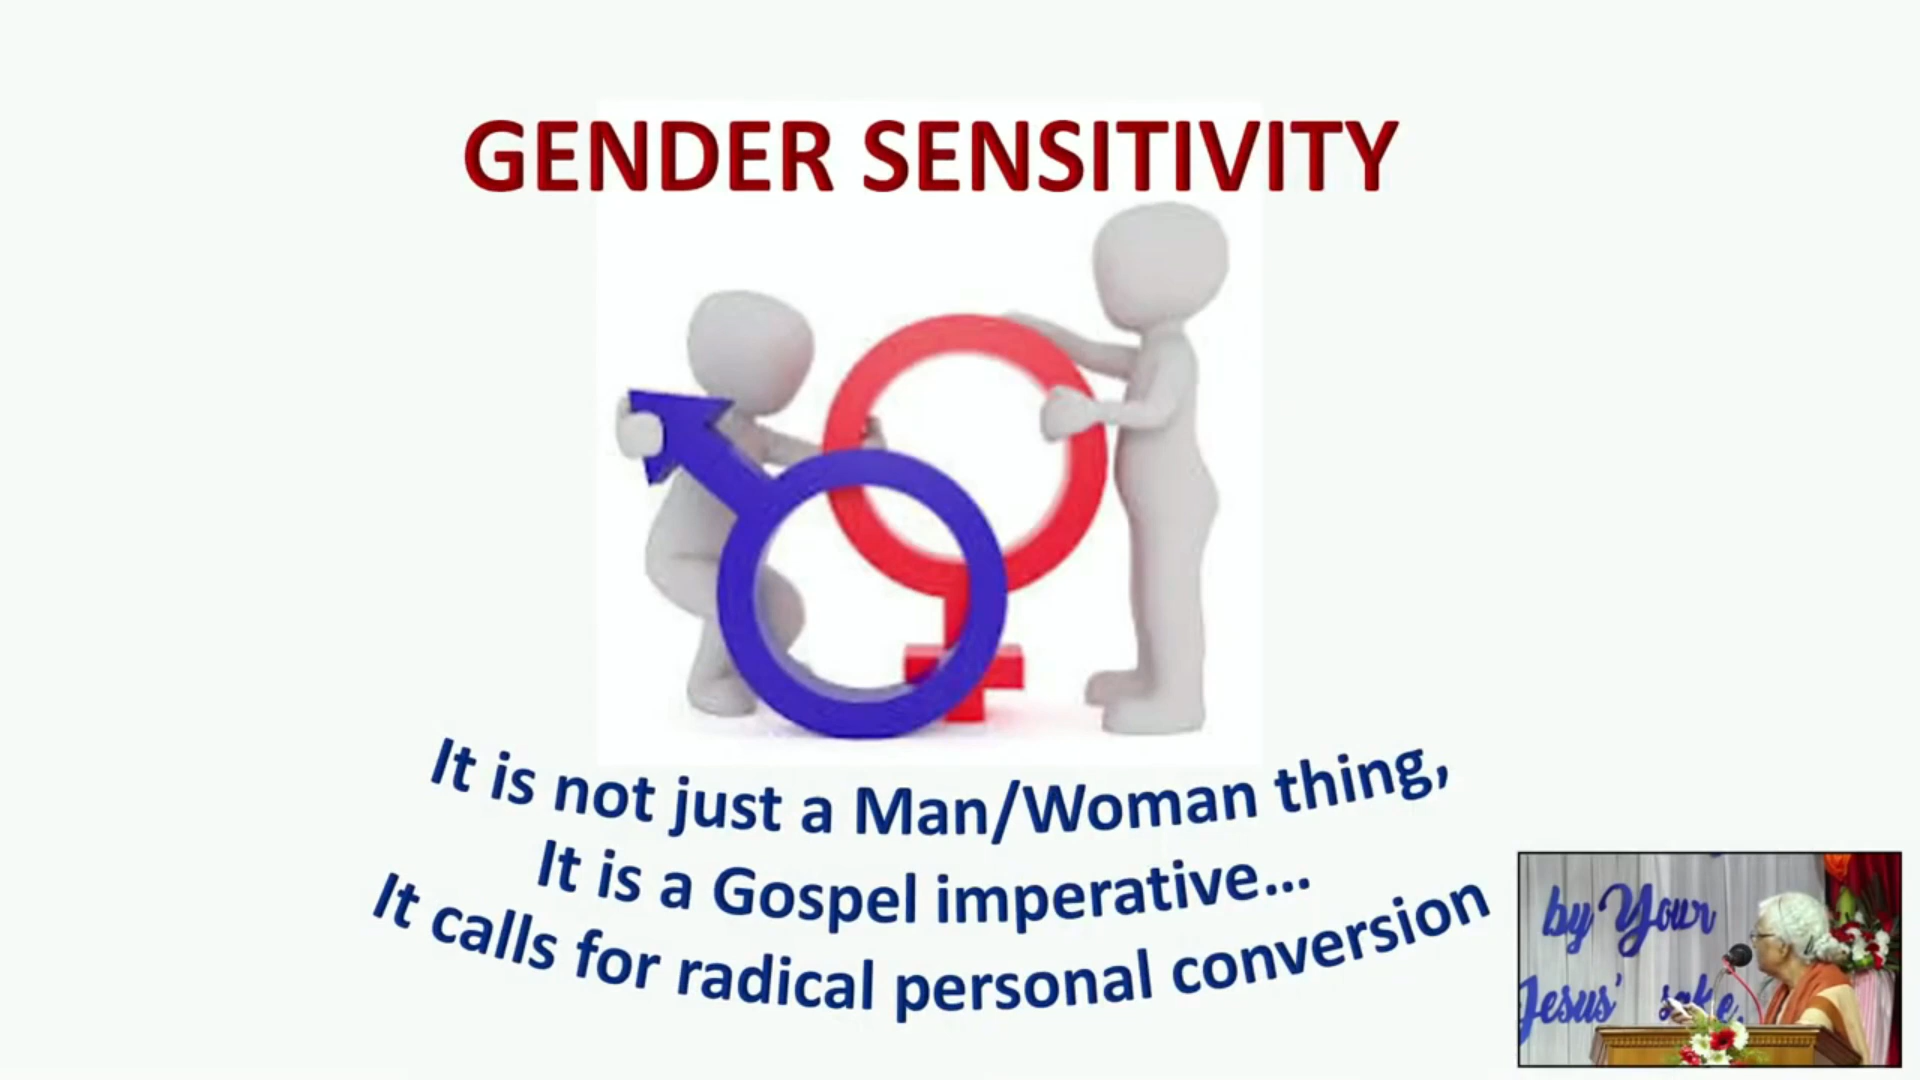 GENDER SENSITIVITY
It is not just a Man/Woman thing,
It is a Gospel imperative...
It calls for radical personal conversion
by Your
Jesus' sake.